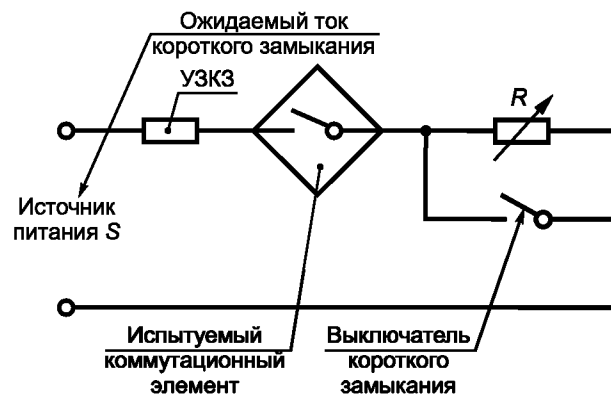 Ожидаемый ток
короткого замыкания
УЗКЗ
R
Источник
питания S
Испытуемый
коммутационный
элемент
Выключатель
короткого
замыкания